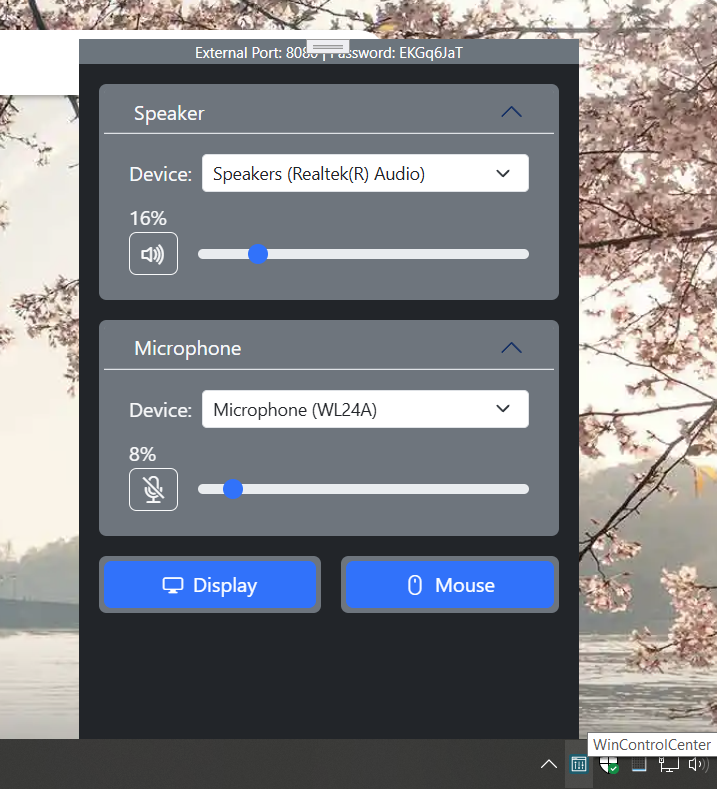 External Port: 8080 | Password: EKGq6JaT
Speaker
Device: Speakers (Realtek(R) Audio)
16%
Microphone
Device: Microphone (WL24A)
8%
Display
Mouse
WinControlCenter